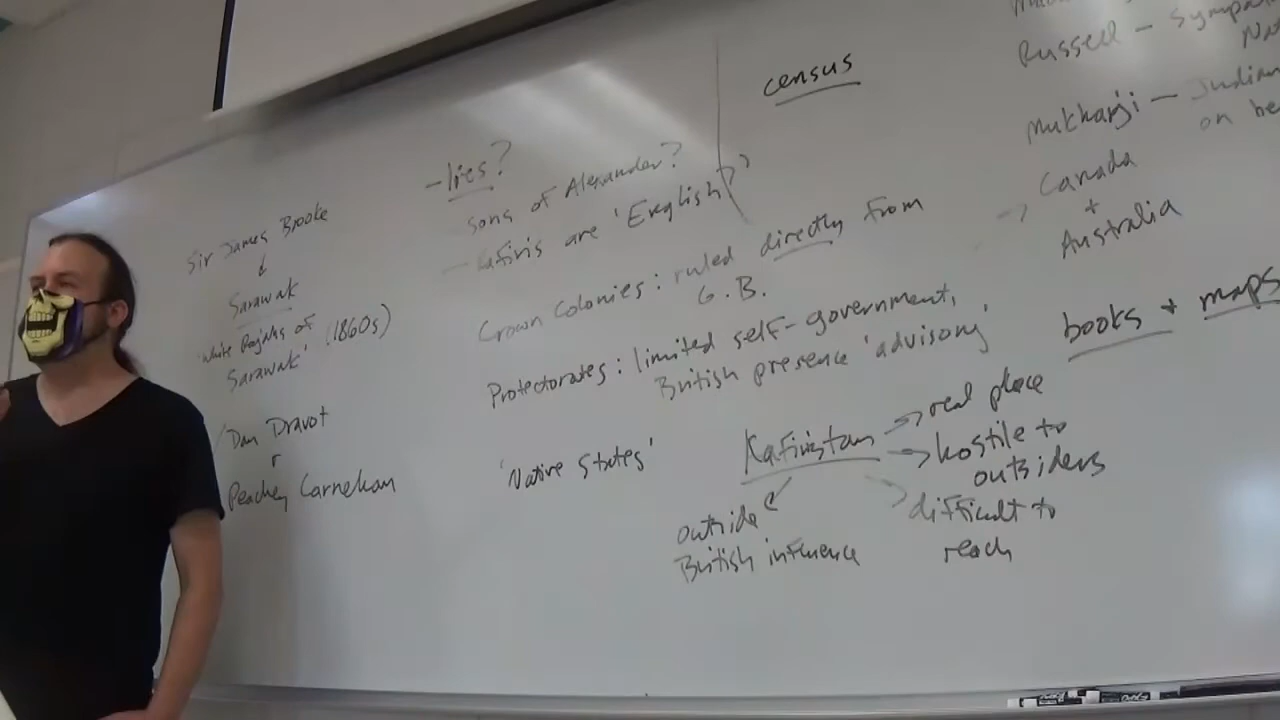 Sir James Brooke
Sarawak
'White Rajahs of
Sarawak' (1860s)
Dan Dravot
+
Peachey Carnehan
- lies?
sons of Alexander?
- Kafiris are 'English'?
Crown Colonies: ruled directly from
G.B.
Protectorates: limited self-government,
British presence 'advisory'
'Native States'
Kafiristan
real place
hostile to
outsiders
difficult to
reach
outside
British influence
census
Russell -
Mukharji - Indian
on
Canada
+
Australia
books + maps